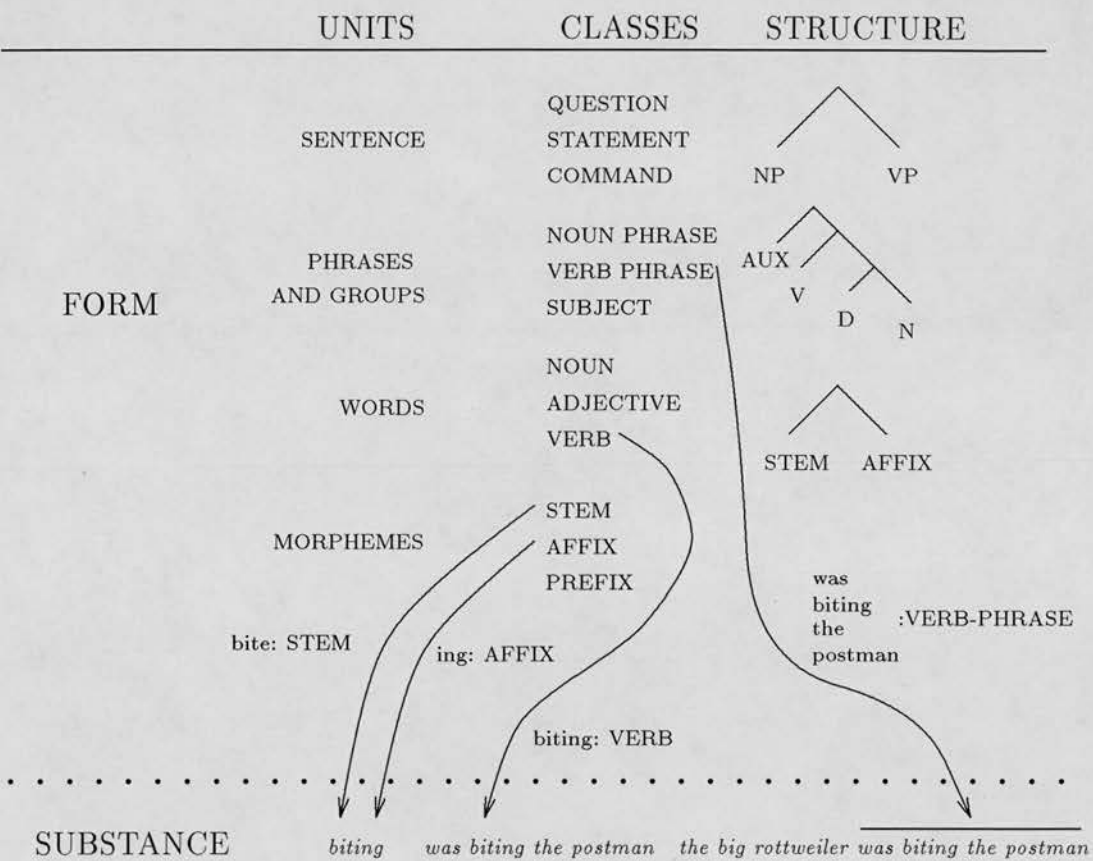 UNITS CLASSES STRUCTURE
QUESTION
SENTENCE STATEMENT
COMMAND NP VP
NOUN PHRASE
PHRASES VERB PHRASE AUX
FORM AND GROUPS SUBJECT V
D N
NOUN
WORDS ADJECTIVE
VERB
STEM AFFIX
STEM
MORPHEMES AFFIX
PREFIX
was
biting
the
postman
:VERB-PHRASE
bite: STEM ing: AFFIX
biting: VERB
SUBSTANCE biting was biting the postman the big rottweiler was biting the postman